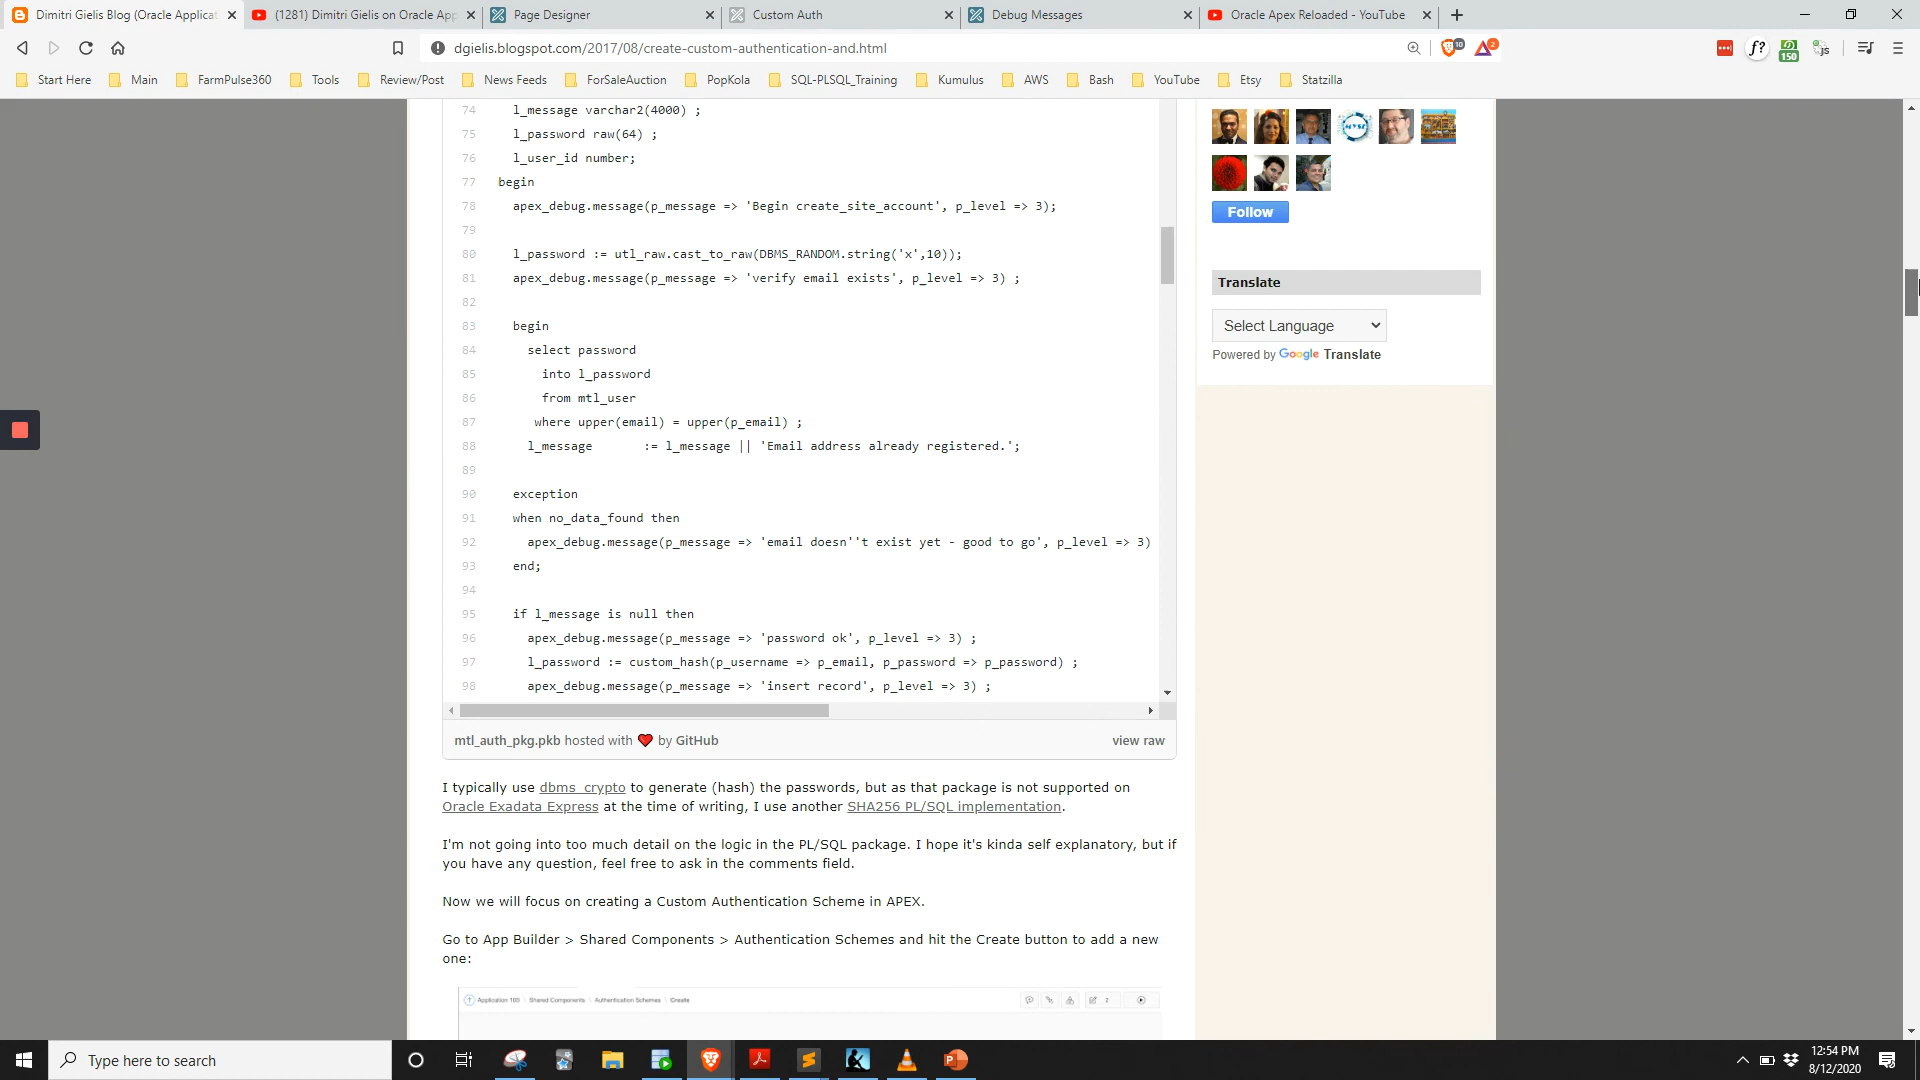 Dimitri Gielis Blog (Oracle Applicat
(1281) Dimitri Gielis on Oracle App
Page Designer
Custom Auth
Debug Messages
Oracle Apex Reloaded - YouTube
dgielis.blogspot.com/2017/08/create-custom-authentication-and.html
10
2
f?
150
js
Start Here
Main
FarmPulse360
Tools
Review/Post
News Feeds
ForSaleAuction
PopKola
SQL-PLSQL_Training
Kumulus
AWS
Bash
YouTube
Etsy
Statzilla
74 l_message varchar2(4000) ;
75 l_password raw(64) ;
76 l_user_id number;
77 begin
78 apex_debug.message(p_message => 'Begin create_site_account', p_level => 3);
79
80 l_password := utl_raw.cast_to_raw(DBMS_RANDOM.string('x',10));
81 apex_debug.message(p_message => 'verify email exists', p_level => 3) ;
82
83 begin
84 select password
85 into l_password
86 from mtl_user
87 where upper(email) = upper(p_email) ;
88 l_message := l_message || 'Email address already registered.';
89
90 exception
91 when no_data_found then
92 apex_debug.message(p_message => 'email doesn''t exist yet - good to go', p_level => 3)
93 end;
94
95 if l_message is null then
96 apex_debug.message(p_message => 'password ok', p_level => 3) ;
97 l_password := custom_hash(p_username => p_email, p_password => p_password) ;
98 apex_debug.message(p_message => 'insert record', p_level => 3) ;
mtl_auth_pkg.pkb hosted with ❤ by GitHub
view raw
I typically use dbms_crypto to generate (hash) the passwords, but as that package is not supported on
Oracle Exadata Express at the time of writing, I use another SHA256 PL/SQL implementation.
I'm not going into too much detail on the logic in the PL/SQL package. I hope it's kinda self explanatory, but if
you have any question, feel free to ask in the comments field.
Now we will focus on creating a Custom Authentication Scheme in APEX.
Go to App Builder > Shared Components > Authentication Schemes and hit the Create button to add a new
one:
Application 103 \ Shared Components \ Authentication Schemes \ Create
2
Follow
Translate
Select Language
Powered by Google Translate
Type here to search
12:54 PM
8/12/2020